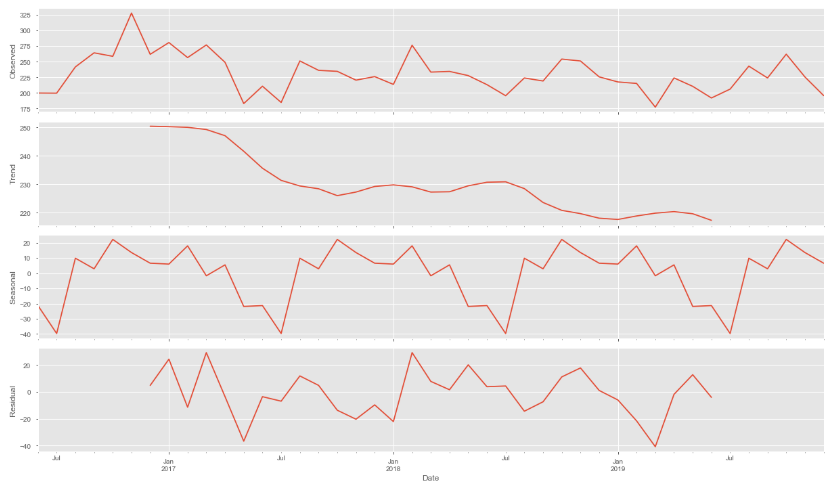 325
300
275
250
225
200
175
Observed
250
240
230
220
Trend
20
10
0
−10
−20
−30
−40
Seasonal
20
0
−20
−40
Residual
Jul
Jan
2017
Jul
Jan
2018
Jul
Jan
2019
Jul
Date